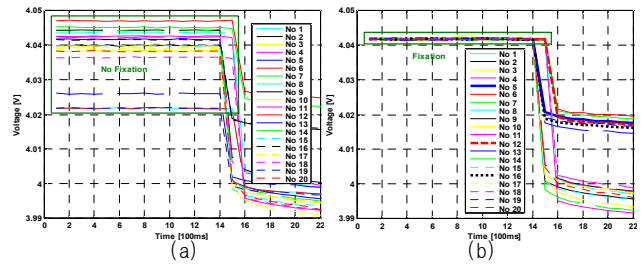 4.05
4.04
4.03
4.02
4.01
4
3.99
Voltage [V]
No Fixation
No 1
No 2
No 3
No 4
No 5
No 6
No 7
No 8
No 9
No 10
No 11
No 12
No 13
No 14
No 15
No 16
No 17
No 18
No 19
No 20
0 2 4 6 8 10 12 14 16 18 20 22
Time [100ms]
(a)
4.05
4.04
4.03
4.02
4.01
4
3.99
Voltage [V]
Fixation
No 1
No 2
No 3
No 4
No 5
No 6
No 7
No 8
No 9
No 10
No 11
No 12
No 13
No 14
No 15
No 16
No 17
No 18
No 19
No 20
0 2 4 6 8 10 12 14 16 18 20 22
Time [100ms]
(b)